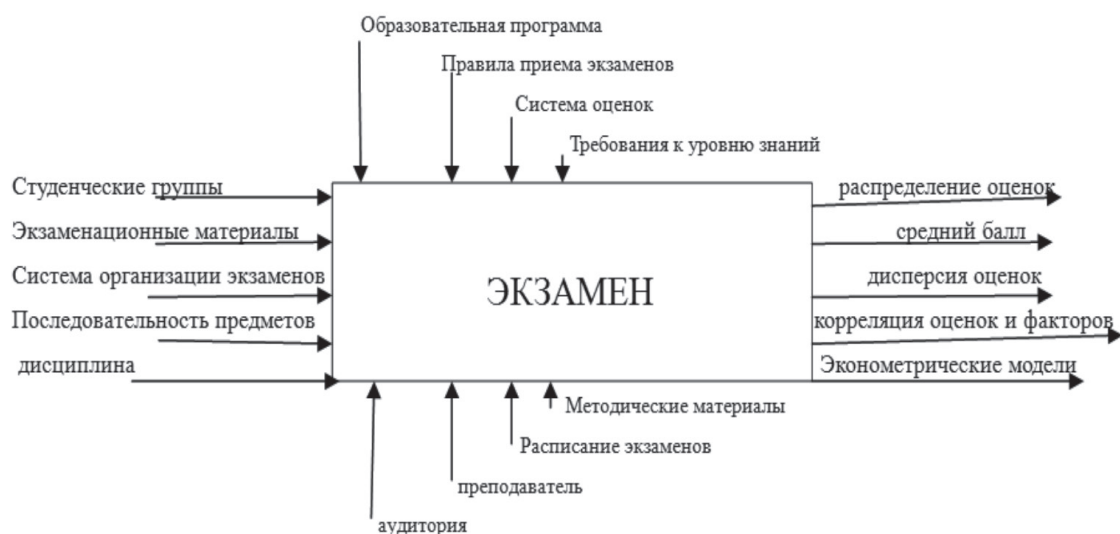 Образовательная программа
Правила приема экзаменов
Система оценок
Требования к уровню знаний
Студенческие группы
Экзаменационные материалы
Система организации экзаменов
Последовательность предметов
дисциплина
ЭКЗАМЕН
распределение оценок
средний балл
дисперсия оценок
корреляция оценок и факторов
Эконометрические модели
Методические материалы
Расписание экзаменов
преподаватель
аудитория